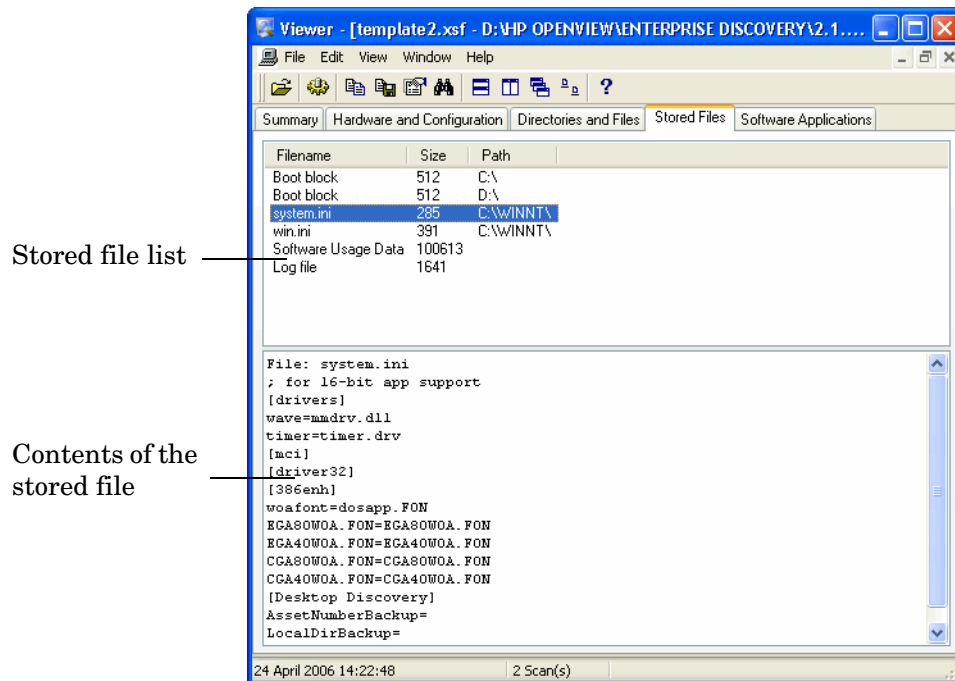 Viewer - [template2.xsf - D:\HP OPENVIEW\ENTERPRISE DISCOVERY\2.1....
File Edit View Window Help
Summary Hardware and Configuration Directories and Files Stored Files Software Applications
Filename Size Path
Boot block 512 C:\
Boot block 512 D:\
system.ini 285 C:\WINNT\
win.ini 391 C:\WINNT\
Software Usage Data 100613
Log file 1641
Stored file list
File: system.ini
; for 16-bit app support
[drivers]
wave=mmdrv.dll
timer=timer.drv
[mci]
[driver32]
[386enh]
woafont=dosapp.FON
EGA80WOA.FON=EGA80WOA.FON
EGA40WOA.FON=EGA40WOA.FON
CGA80WOA.FON=CGA80WOA.FON
CGA40WOA.FON=CGA40WOA.FON
[Desktop Discovery]
AssetNumberBackup=
LocalDirBackup=
Contents of the
stored file
24 April 2006 14:22:48 2 Scan(s)